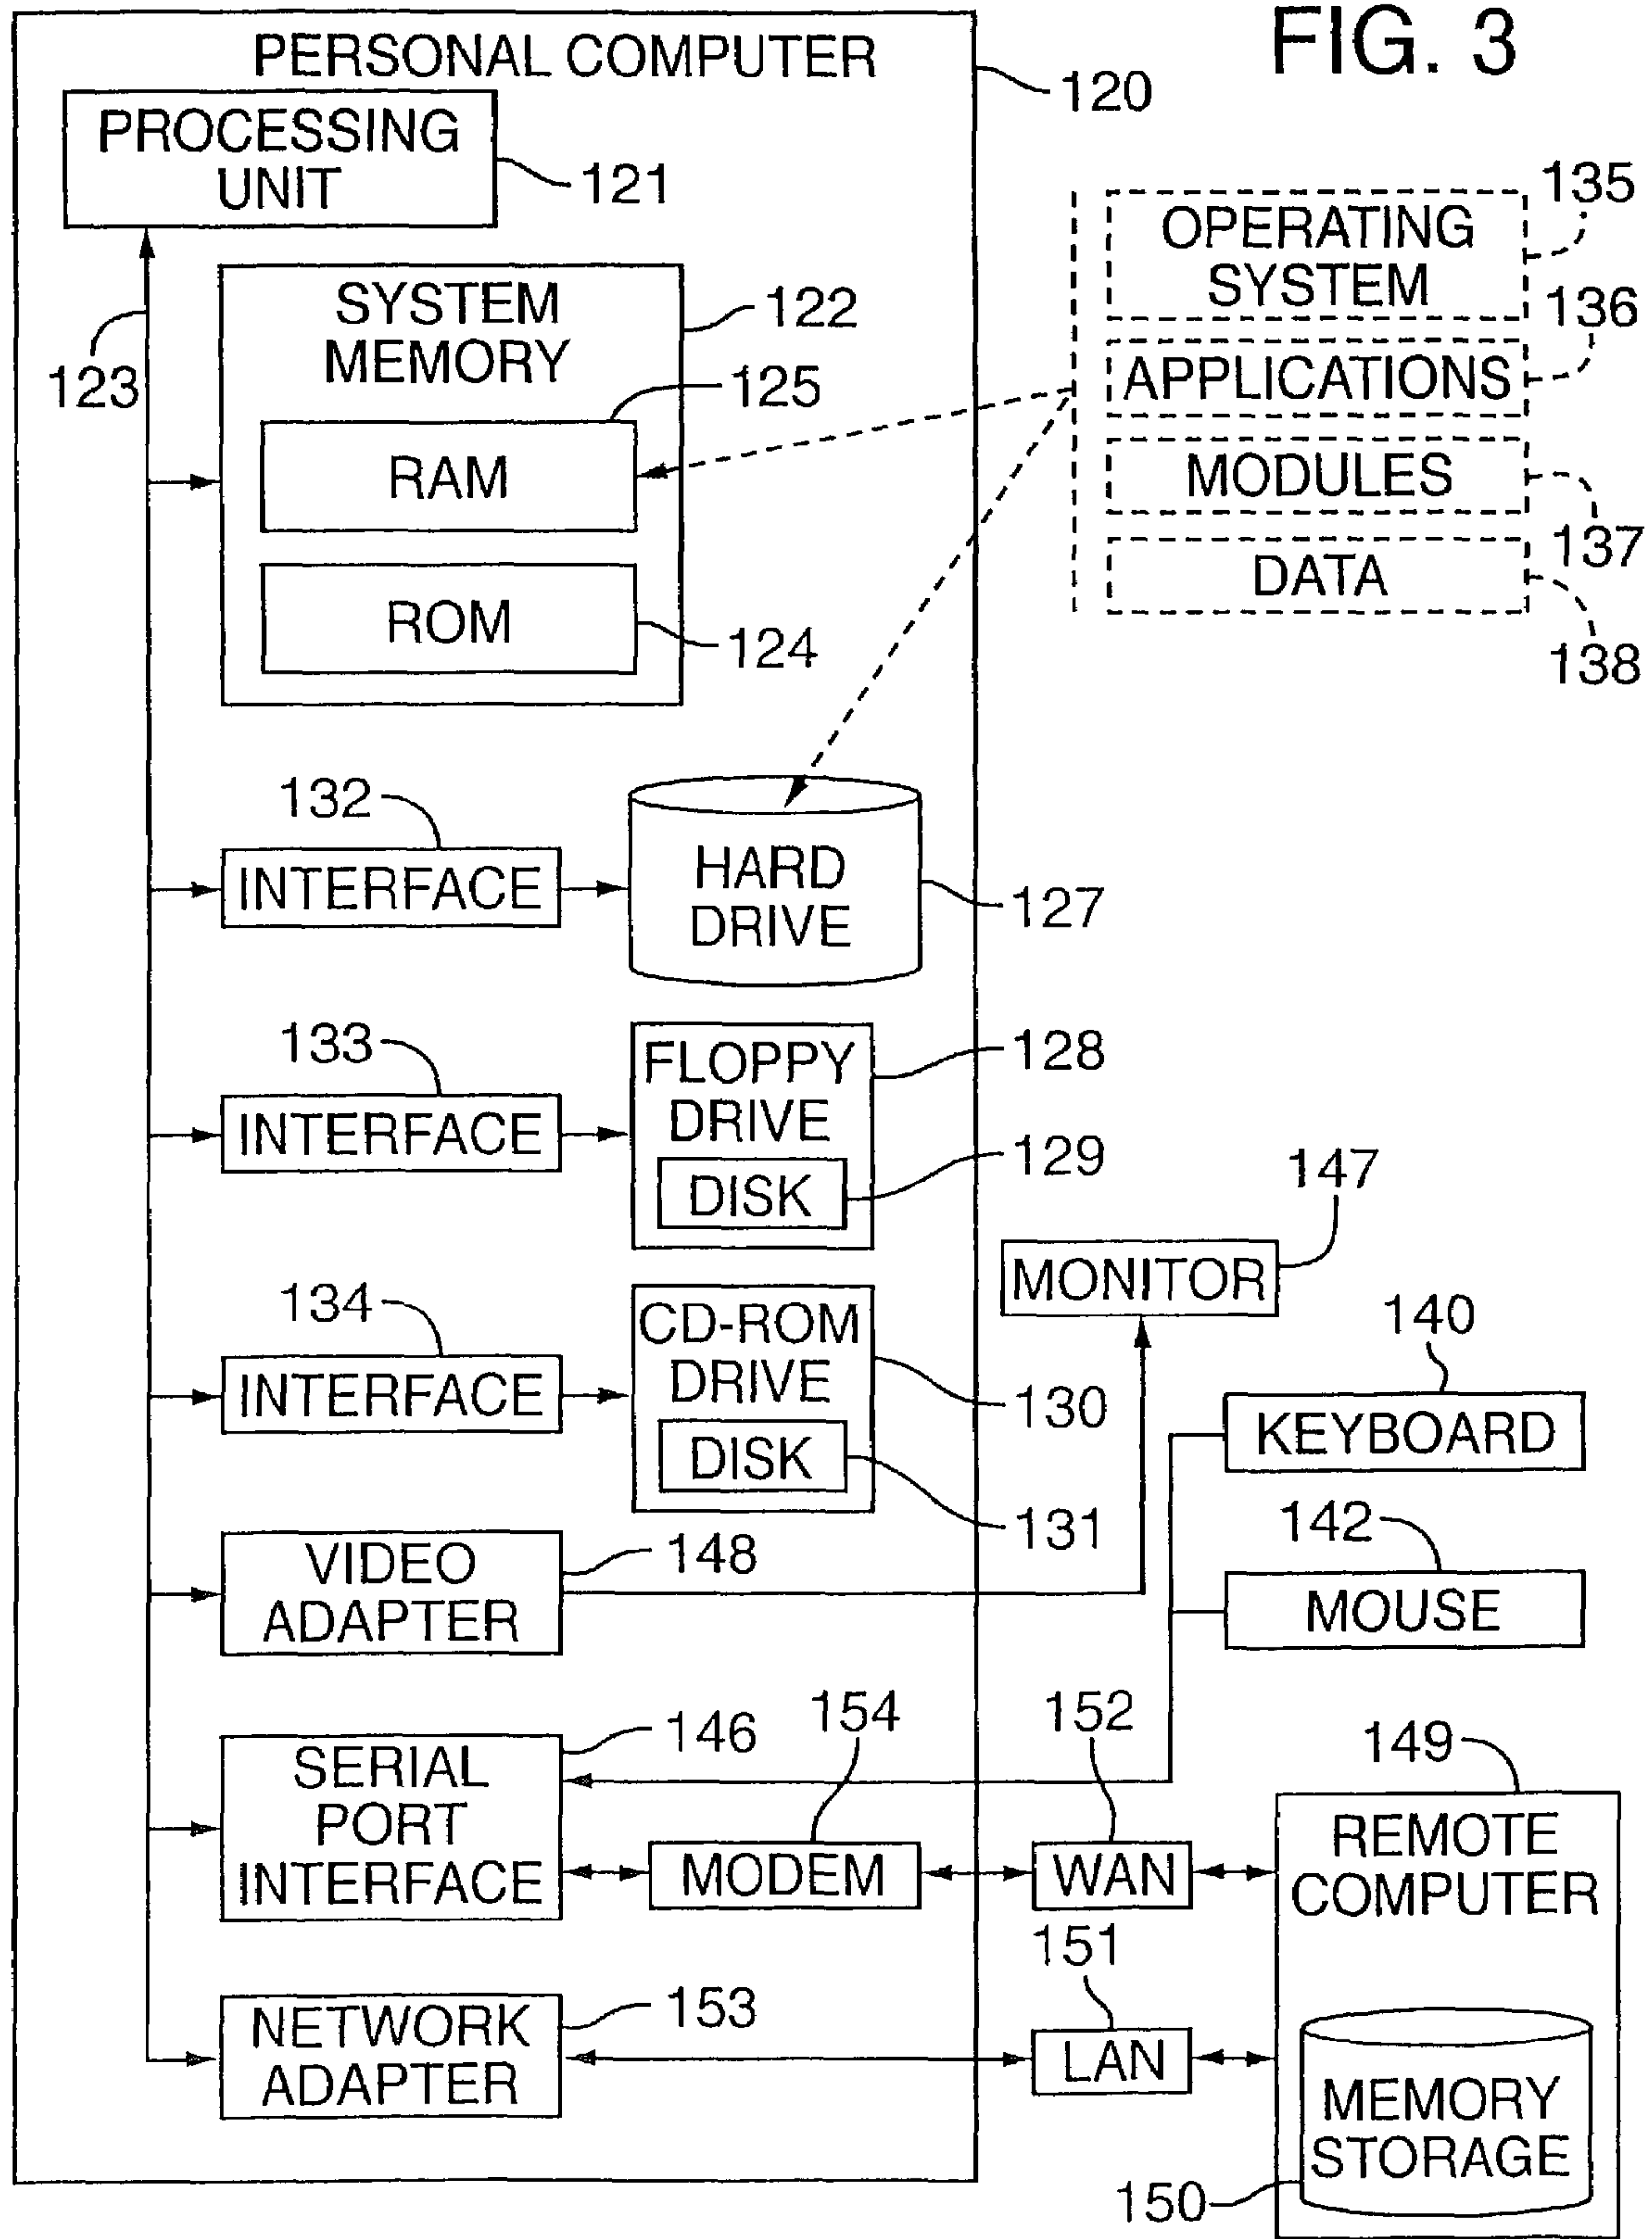 FIG. 3
PERSONAL COMPUTER
120
PROCESSING
UNIT
121
135
OPERATING
SYSTEM
SYSTEM
MEMORY
122
136
123
125
APPLICATIONS
RAM
MODULES
137
DATA
ROM
124
138
132
INTERFACE
HARD
DRIVE
127
133
FLOPPY
DRIVE
128
INTERFACE
DISK
129
147
MONITOR
134
CD-ROM
DRIVE
140
INTERFACE
130
KEYBOARD
DISK
131
142
VIDEO
ADAPTER
148
MOUSE
146
154
152
149
SERIAL
PORT
INTERFACE
MODEM
WAN
REMOTE
COMPUTER
151
NETWORK
ADAPTER
153
LAN
MEMORY
STORAGE
150